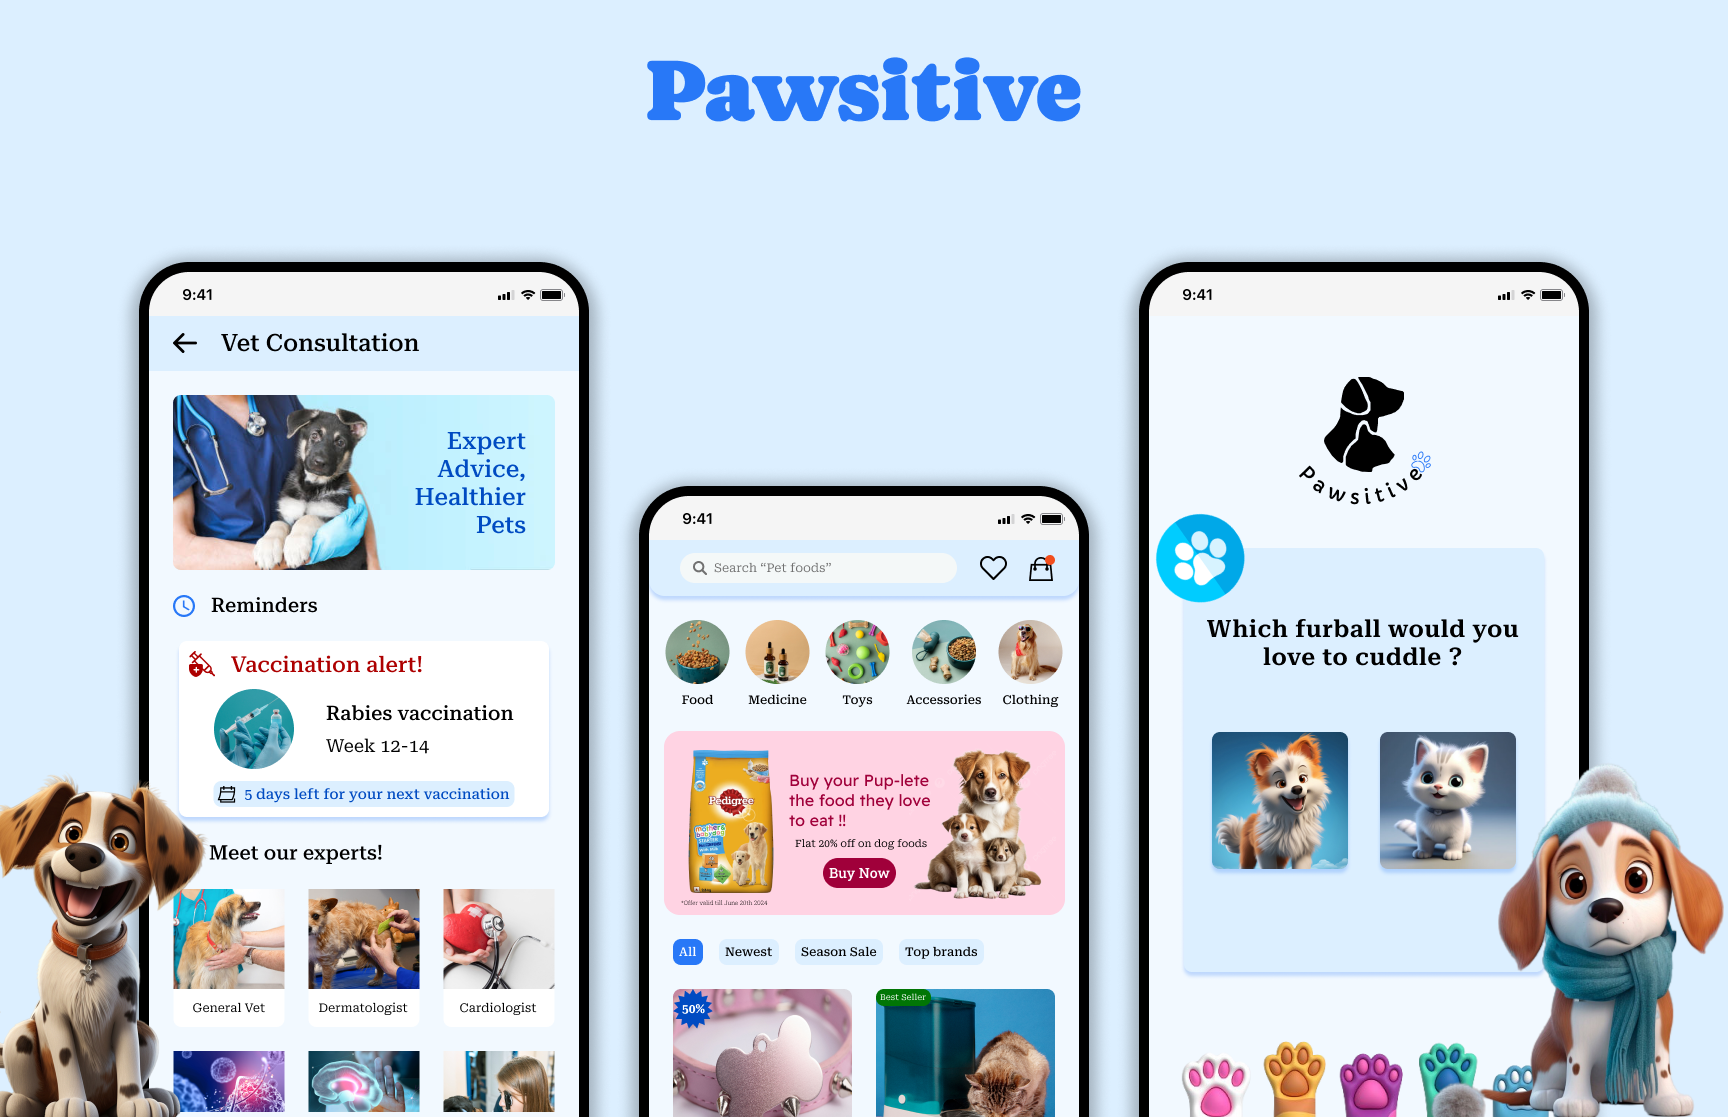 Pawsitive
9:41
Vet Consultation
Expert
Advice,
Healthier
Pets
Reminders
Vaccination alert!
Rabies vaccination
Week 12-14
5 days left for your next vaccination
Meet our experts!
General Vet
Dermatologist
Cardiologist
9:41
Search “Pet foods”
Food
Medicine
Toys
Accessories
Clothing
Pedigree
Buy your Pup-lete
the food they love
to eat !!
Flat 20% off on dog foods
Buy Now
*Offer valid till June 20th 2024
All
Newest
Season Sale
Top brands
50%
Best Seller
9:41
Pawsitive
Which furball would you
love to cuddle ?